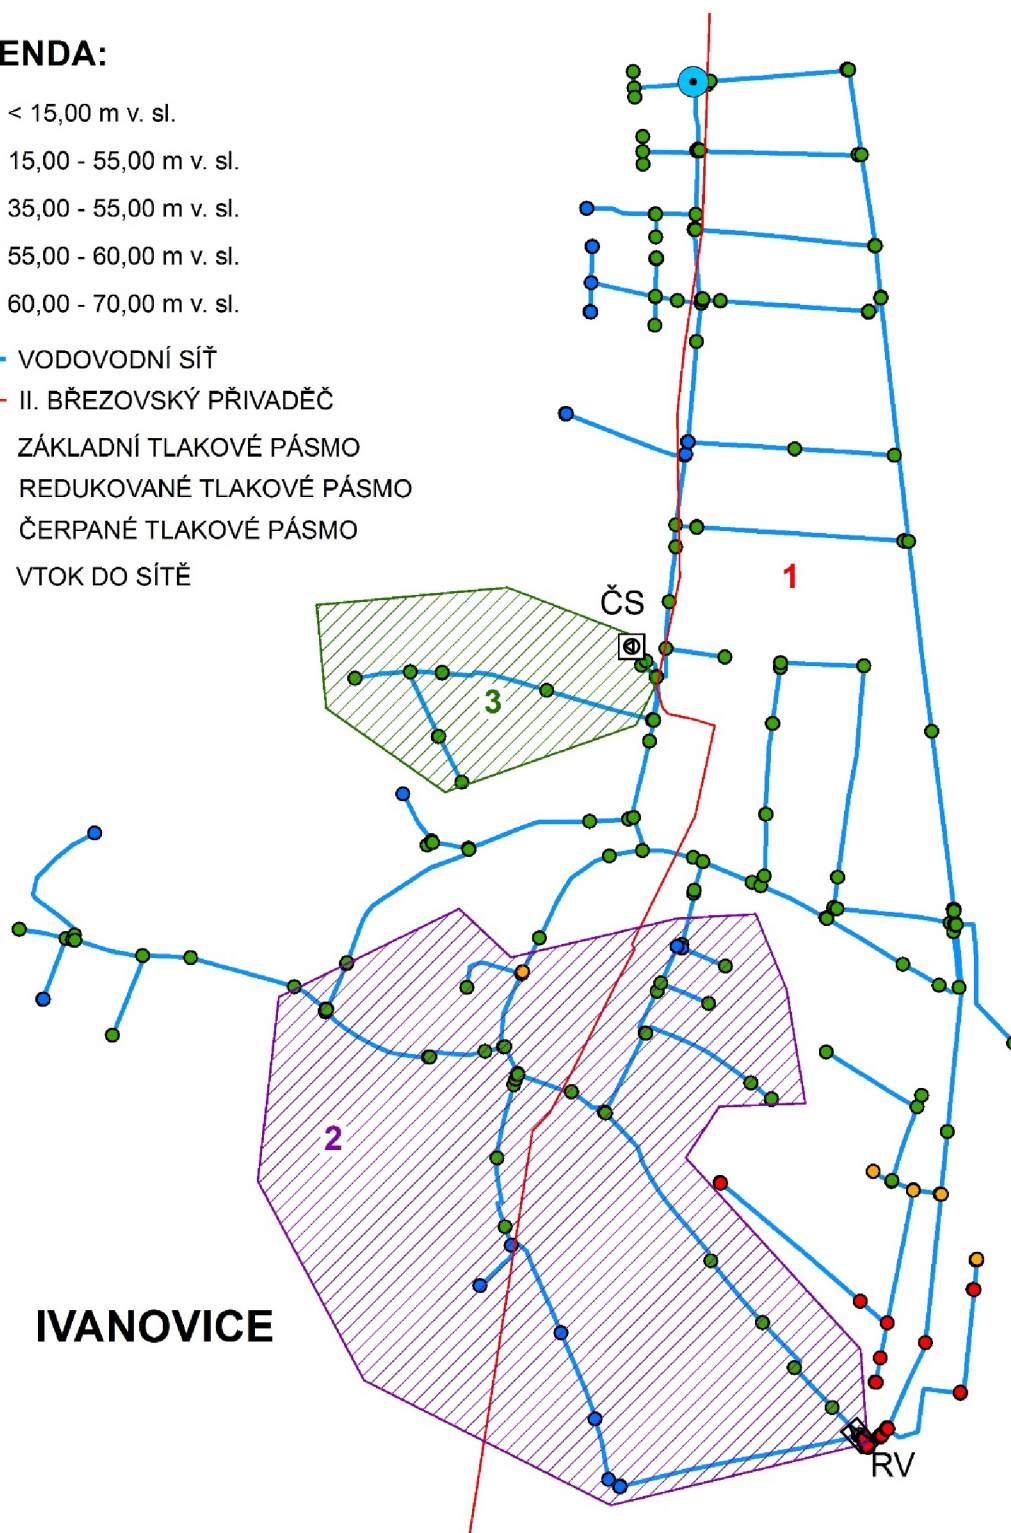 ENDA:
< 15,00 m v. sl.
15,00 - 55,00 m v. sl.
35,00 - 55,00 m v. sl.
55,00 - 60,00 m v. sl.
60,00 - 70,00 m v. sl.
VODOVODNÍ SÍŤ
II. BŘEZOVSKÝ PŘIVADĚČ
ZÁKLADNÍ TLAKOVÉ PÁSMO
REDUKOVANÉ TLAKOVÉ PÁSMO
ČERPANÉ TLAKOVÉ PÁSMO
VTOK DO SÍTĚ
1
ČS
3
2
IVANOVICE
RV